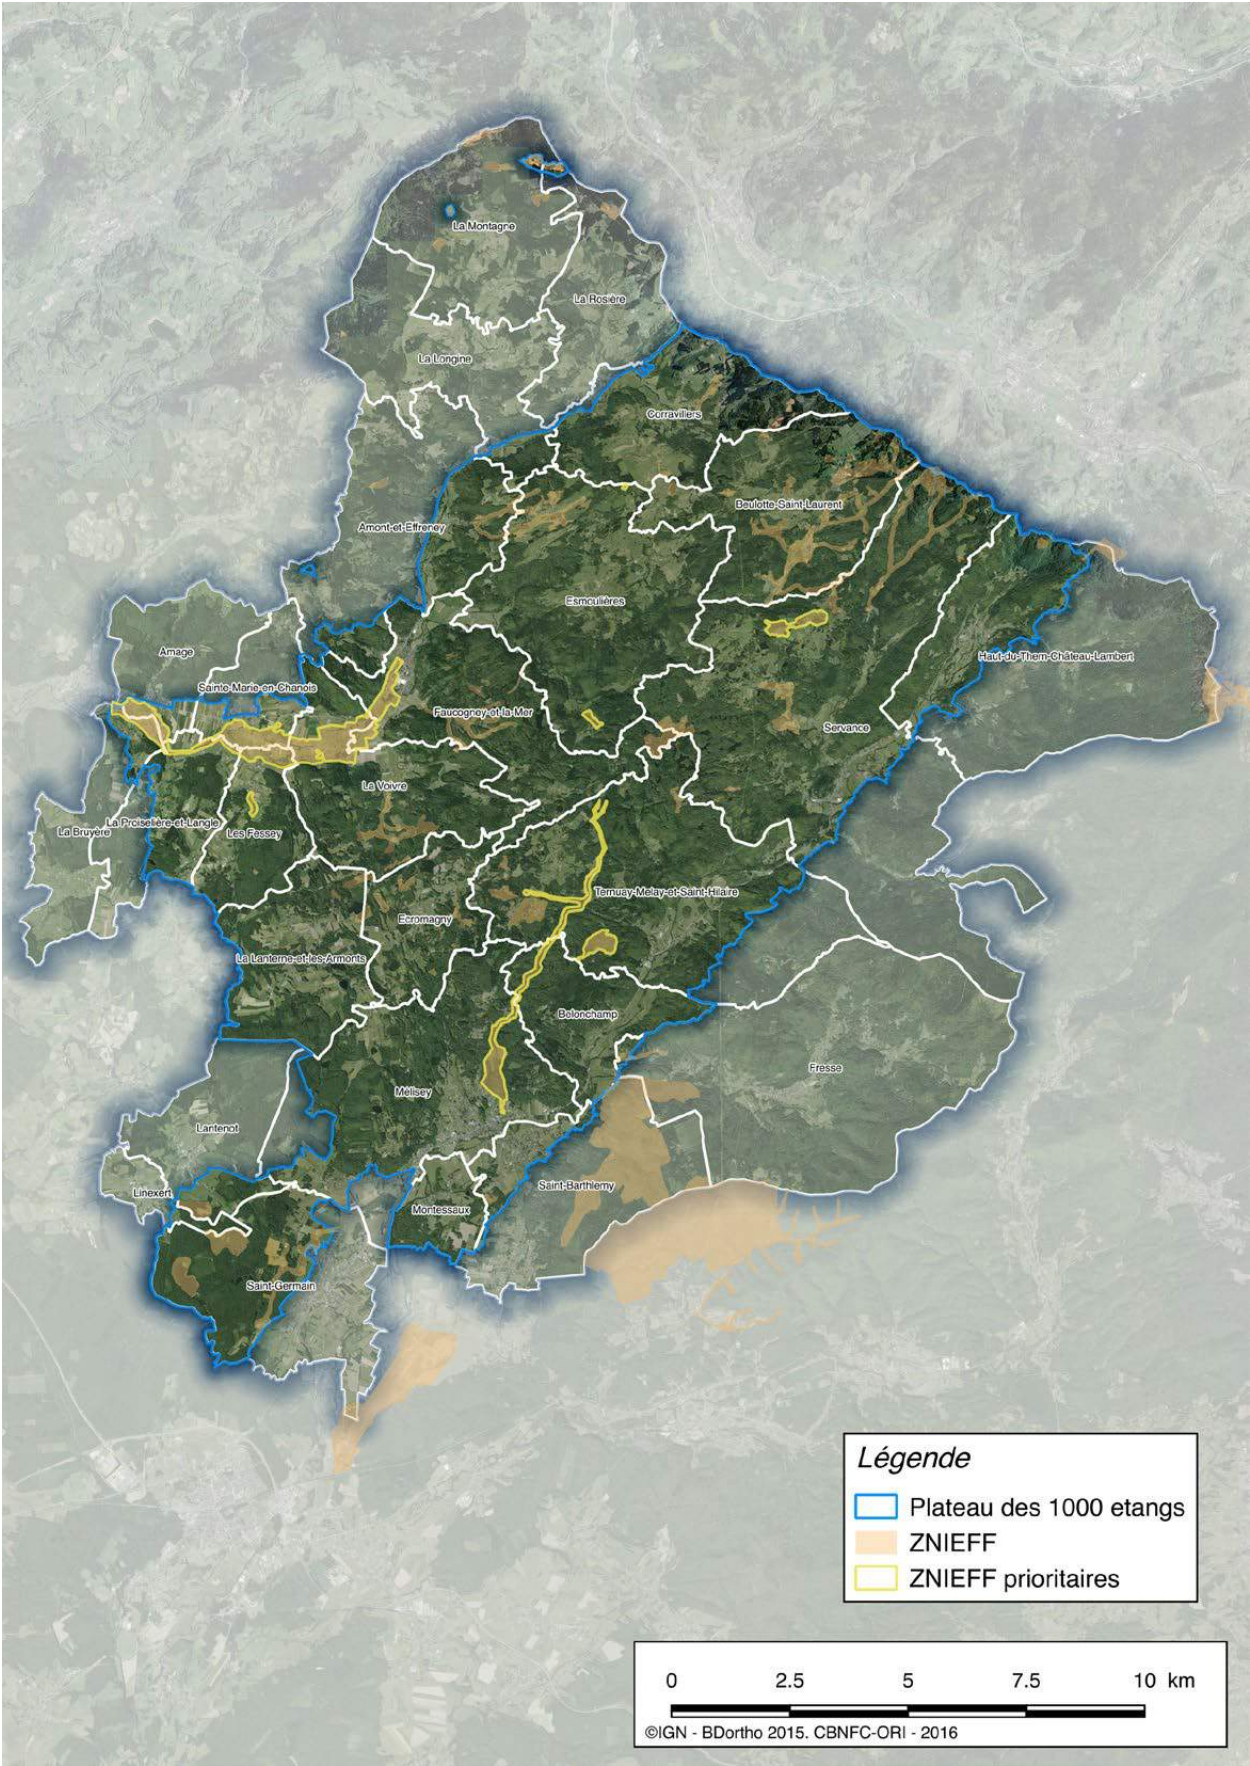 La Montagne
La Rosière
La Longine
Corravillers
Beulotte-Saint-Laurent
Amont-et-Effreney
Esmoulières
Amage
Haut-du-Them-Château-Lambert
Sainte-Marie-en-Chanois
Faucogney-et-la-Mer
Servance
La Voivre
La Proiselière-et-Langle
La Bruyère
Les Fessey
Ternuay-Melay-et-Saint-Hilaire
Ecromagny
La Lanterne-et-les-Armonts
Belonchamp
Fresse
Mélisey
Lantenot
Saint-Barthlemy
Linexert
Montessaux
Saint-Germain
Légende
Plateau des 1000 etangs
ZNIEFF
ZNIEFF prioritaires
0 2.5 5 7.5 10 km
©IGN - BDortho 2015. CBNFC-ORI - 2016